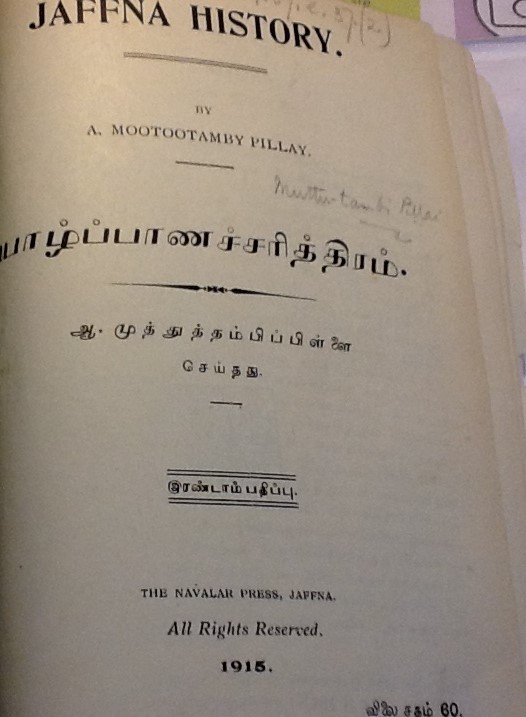 JAFFNA HISTORY.
BY
A. MOOTOOTAMBY PILLAY.
Muttu-tambi Pillai
யாழ்ப்பாணச்சரித்திரம்.
ஆ. முத்துத்தம்பிப்பிள்ளை
செய்தது.
இரண்டாம் பதிப்பு.
THE NAVALAR PRESS, JAFFNA.
All Rights Reserved.
1915.
விலை சதம் 60.